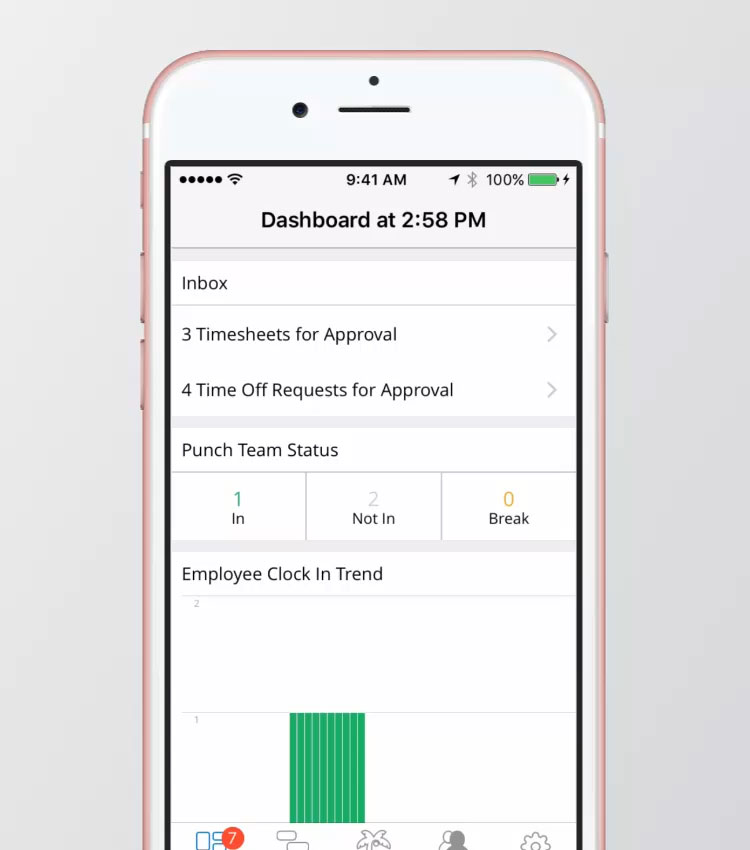 9:41 AM 100%
Dashboard at 2:58 PM
Inbox
3 Timesheets for Approval
4 Time Off Requests for Approval
Punch Team Status
1 2 0
In Not In Break
Employee Clock In Trend
2
1
7